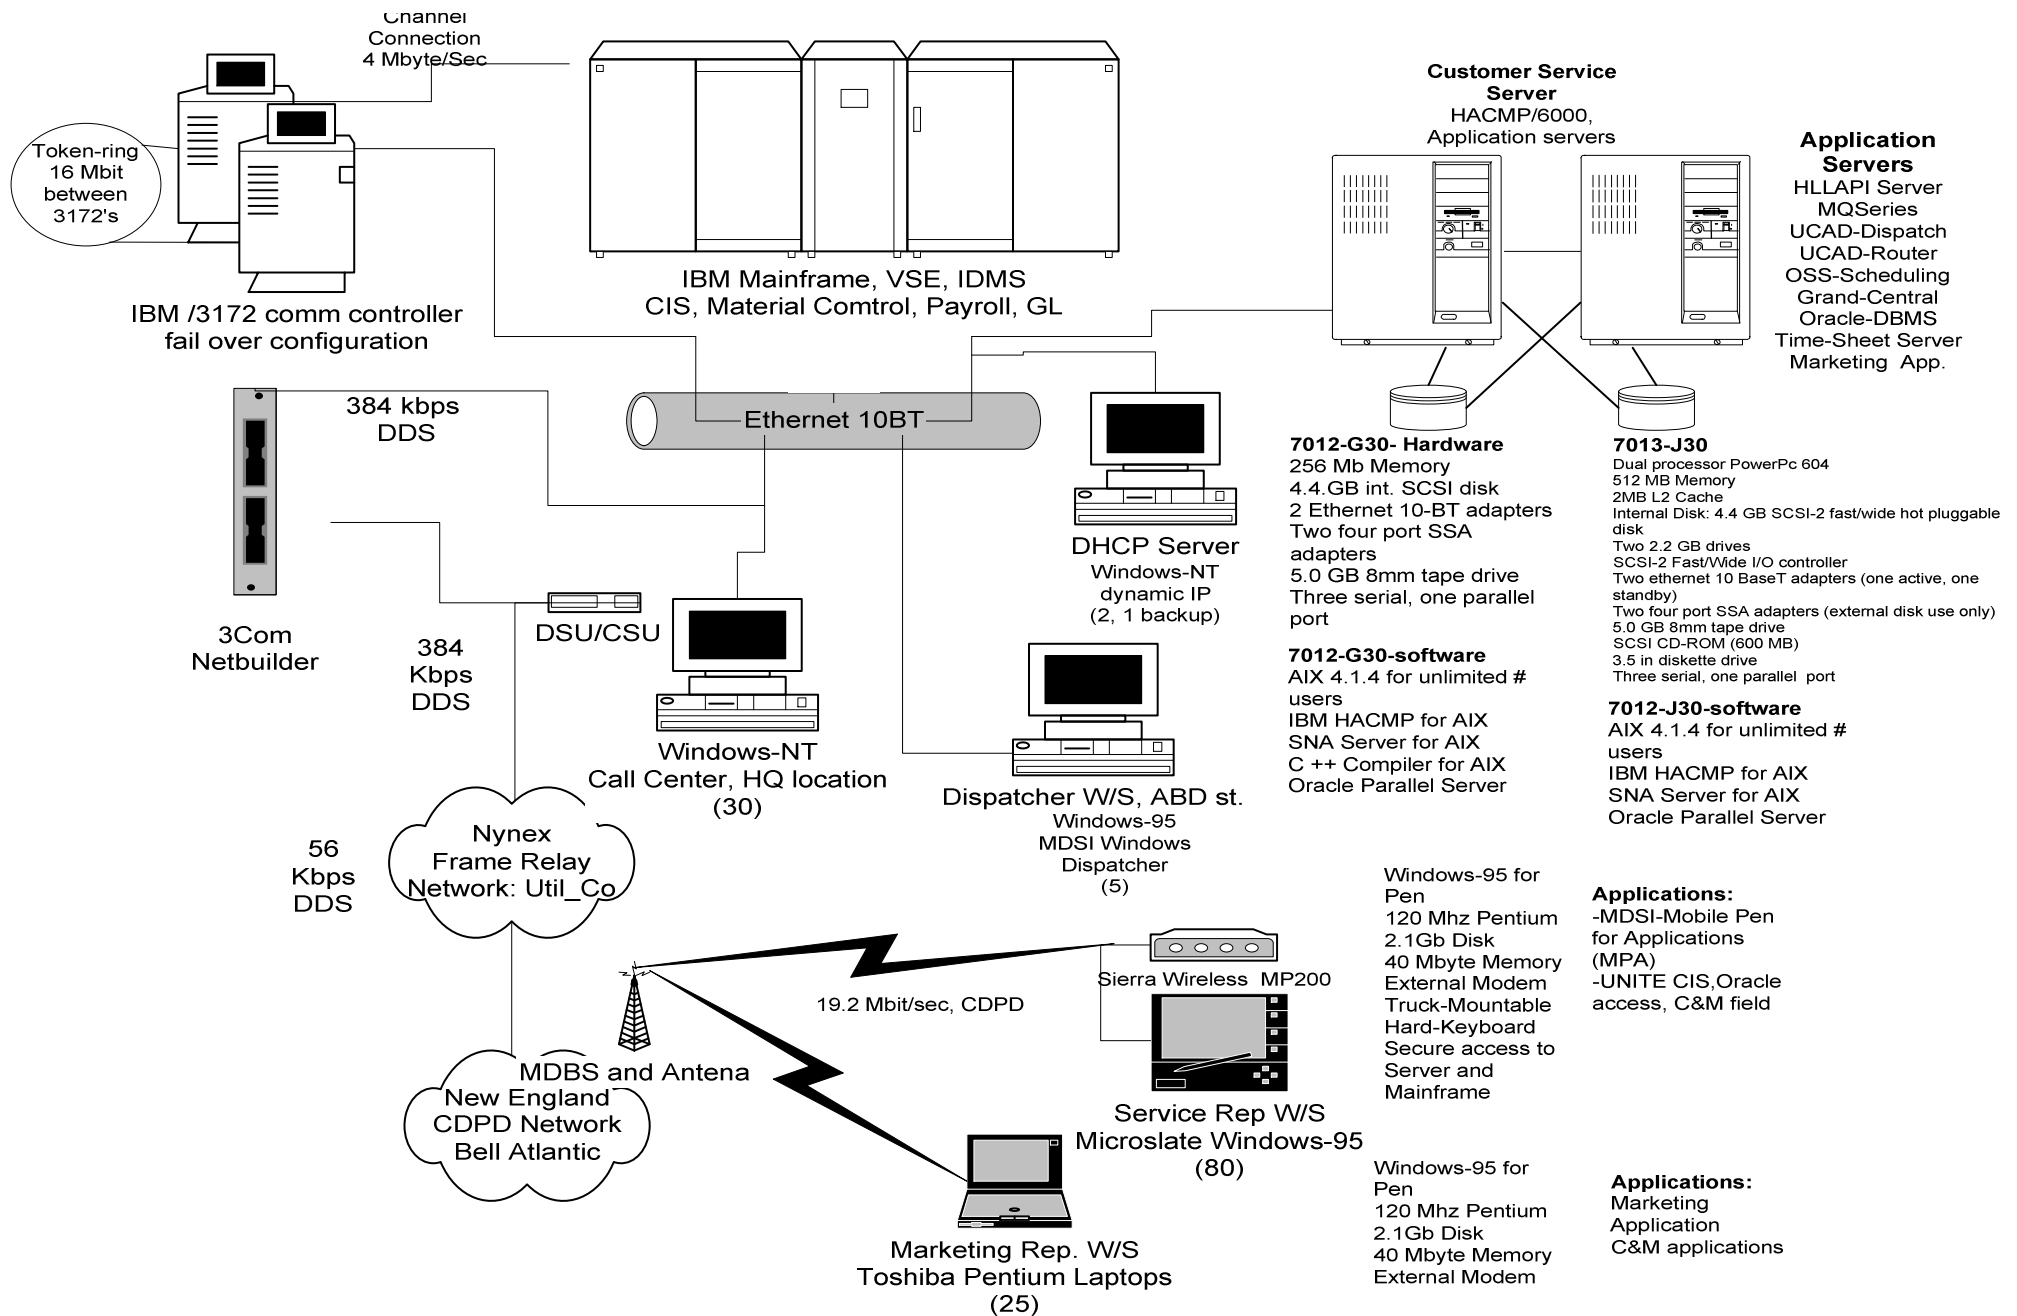 Channel
Connection
4 Mbyte/Sec
Token-ring
16 Mbit
between
3172's
IBM /3172 comm controller
fail over configuration
IBM Mainframe, VSE, IDMS
CIS, Material Comtrol, Payroll, GL
Customer Service
Server
HACMP/6000,
Application servers
Application
Servers
HLLAPI Server
MQSeries
UCAD-Dispatch
UCAD-Router
OSS-Scheduling
Grand-Central
Oracle-DBMS
Time-Sheet Server
Marketing App.
384 kbps
DDS
Ethernet 10BT
3Com
Netbuilder
384
Kbps
DDS
DSU/CSU
DHCP Server
Windows-NT
dynamic IP
(2, 1 backup)
7012-G30- Hardware
256 Mb Memory
4.4.GB int. SCSI disk
2 Ethernet 10-BT adapters
Two four port SSA
adapters
5.0 GB 8mm tape drive
Three serial, one parallel
port
7012-G30-software
AIX 4.1.4 for unlimited #
users
IBM HACMP for AIX
SNA Server for AIX
C ++ Compiler for AIX
Oracle Parallel Server
7013-J30
Dual processor PowerPc 604
512 MB Memory
2MB L2 Cache
Internal Disk: 4.4 GB SCSI-2 fast/wide hot pluggable
disk
Two 2.2 GB drives
SCSI-2 Fast/Wide I/O controller
Two ethernet 10 BaseT adapters (one active, one
standby)
Two four port SSA adapters (external disk use only)
5.0 GB 8mm tape drive
SCSI CD-ROM (600 MB)
3.5 in diskette drive
Three serial, one parallel port
7012-J30-software
AIX 4.1.4 for unlimited #
users
IBM HACMP for AIX
SNA Server for AIX
Oracle Parallel Server
Windows-NT
Call Center, HQ location
(30)
Dispatcher W/S, ABD st.
Windows-95
MDSI Windows
Dispatcher
(5)
56
Kbps
DDS
Nynex
Frame Relay
Network: Util_Co
MDBS and Antena
New England
CDPD Network
Bell Atlantic
19.2 Mbit/sec, CDPD
Sierra Wireless MP200
Service Rep W/S
Microslate Windows-95
(80)
Windows-95 for
Pen
120 Mhz Pentium
2.1Gb Disk
40 Mbyte Memory
External Modem
Truck-Mountable
Hard-Keyboard
Secure access to
Server and
Mainframe
Applications:
-MDSI-Mobile Pen
for Applications
(MPA)
-UNITE CIS,Oracle
access, C&M field
Marketing Rep. W/S
Toshiba Pentium Laptops
(25)
Windows-95 for
Pen
120 Mhz Pentium
2.1Gb Disk
40 Mbyte Memory
External Modem
Applications:
Marketing
Application
C&M applications